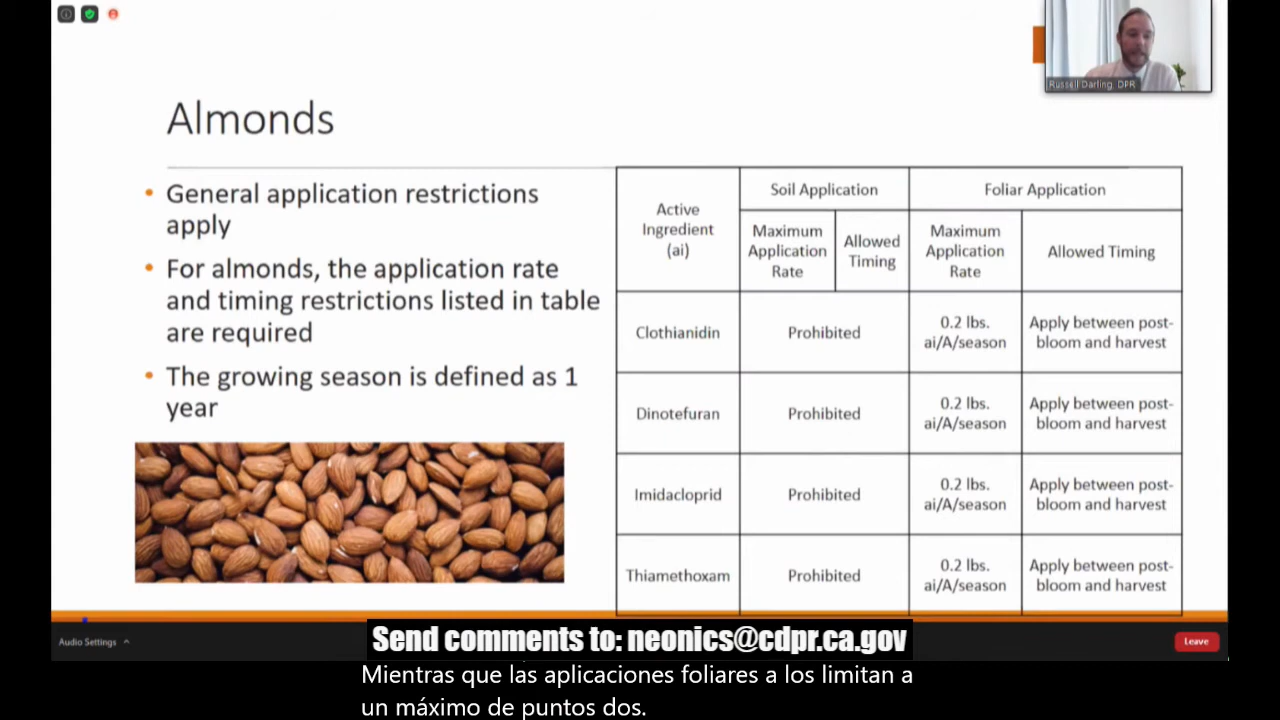 Russell Darling, DPR
Almonds
• General application restrictions
apply
• For almonds, the application rate
and timing restrictions listed in table
are required
• The growing season is defined as 1
year
Active
Ingredient
(ai)
Soil Application
Foliar Application
Maximum
Application
Rate
Allowed
Timing
Maximum
Application
Rate
Allowed Timing
Clothianidin
Prohibited
0.2 lbs.
ai/A/season
Apply between post-
bloom and harvest
Dinotefuran
Prohibited
0.2 lbs.
ai/A/season
Apply between post-
bloom and harvest
Imidacloprid
Prohibited
0.2 lbs.
ai/A/season
Apply between post-
bloom and harvest
Thiamethoxam
Prohibited
0.2 lbs.
ai/A/season
Apply between post-
bloom and harvest
Audio Settings
Send comments to: neonics@cdpr.ca.gov
Leave
Mientras que las aplicaciones foliares a los limitan a
un máximo de puntos dos.